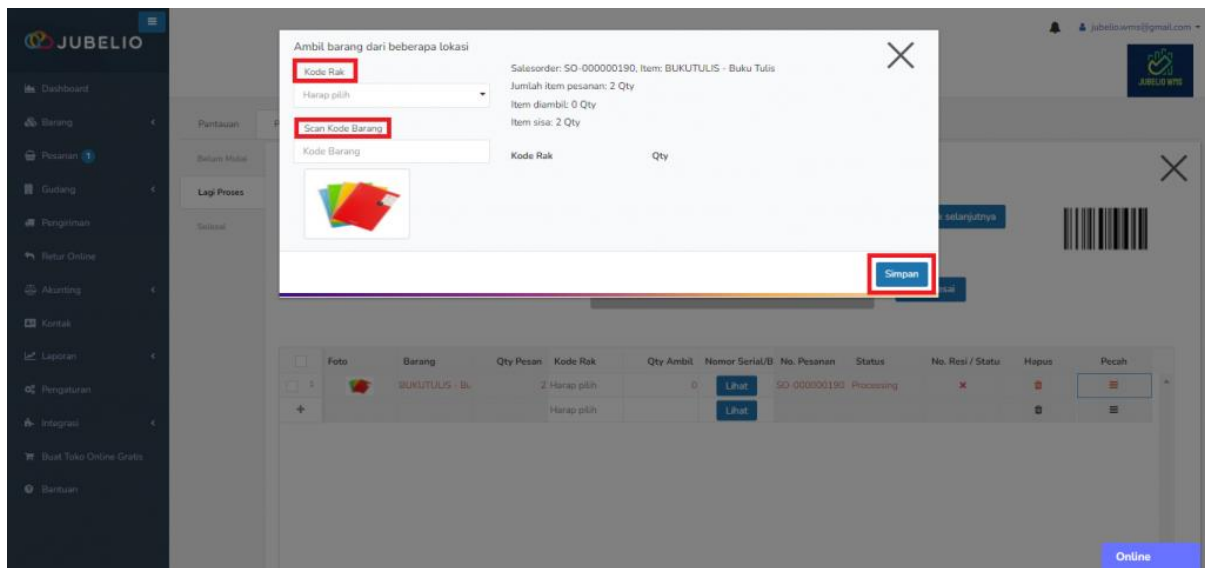 JUBELIO
jubelio.wms@gmail.com
JUBELIO WMS
Dashboard
Barang
Pesanan 1
Gudang
Pengiriman
Retur Online
Akunting
Kontak
Laporan
Pengaturan
Integrasi
Buat Toko Online Gratis
Bantuan
Pantauan
P
Belum Mulai
Lagi Proses
Selesai
Ambil barang dari beberapa lokasi
Kode Rak
Harap pilih
Scan Kode Barang
Kode Barang
Salesorder: SO-000000190, Item: BUKUTULIS - Buku Tulis
Jumlah item pesanan: 2 Qty
Item diambil: 0 Qty
Item sisa: 2 Qty
Kode Rak Qty
Simpan
selanjutnya
esai
Foto Barang Qty Pesan Kode Rak Qty Ambil Nomor Serial/B No. Pesanan Status No. Resi / Statu Hapus Pecah
1 BUKUTULIS - Bu 2 Harap pilih 0 Lihat SO-000000190 Processing
Harap pilih Lihat
Online